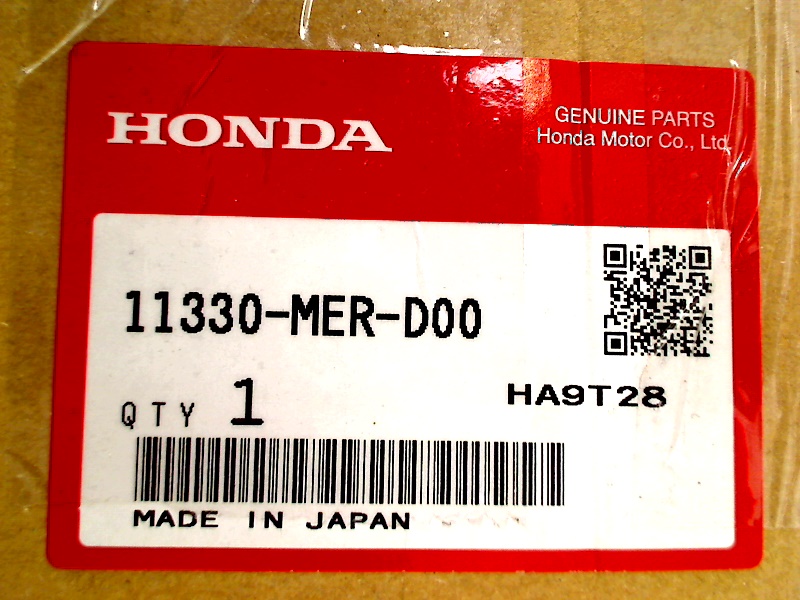 HONDA
GENUINE PARTS
Honda Motor Co., Ltd.
11330-MER-D00
HA9T28
QTY 1
MADE IN JAPAN